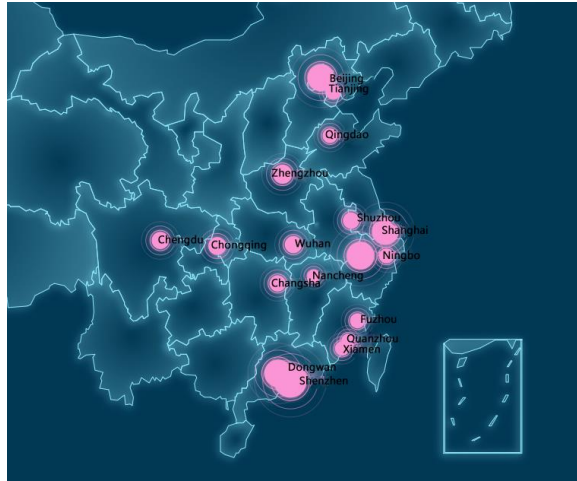 Beijing
Tianjing
Qingdao
Zhengzhou
Shuzhou
Shanghai
Chengdu
Chongqing
Wuhan
Ningbo
Nancheng
Changsha
Fuzhou
Quanzhou
Xiamen
Dongwan
Shenzhen